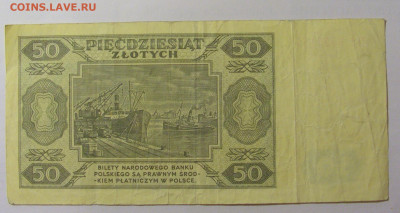 COINS.LAVE.RU
50 PIĘĆDZIESIĄT 50
ZŁOTYCH
BILETY NARODOWEGO BANKU
POLSKIEGO SĄ PRAWNYM ŚROD-
-KIEM PŁATNICZYM W POLSCE.
50 50